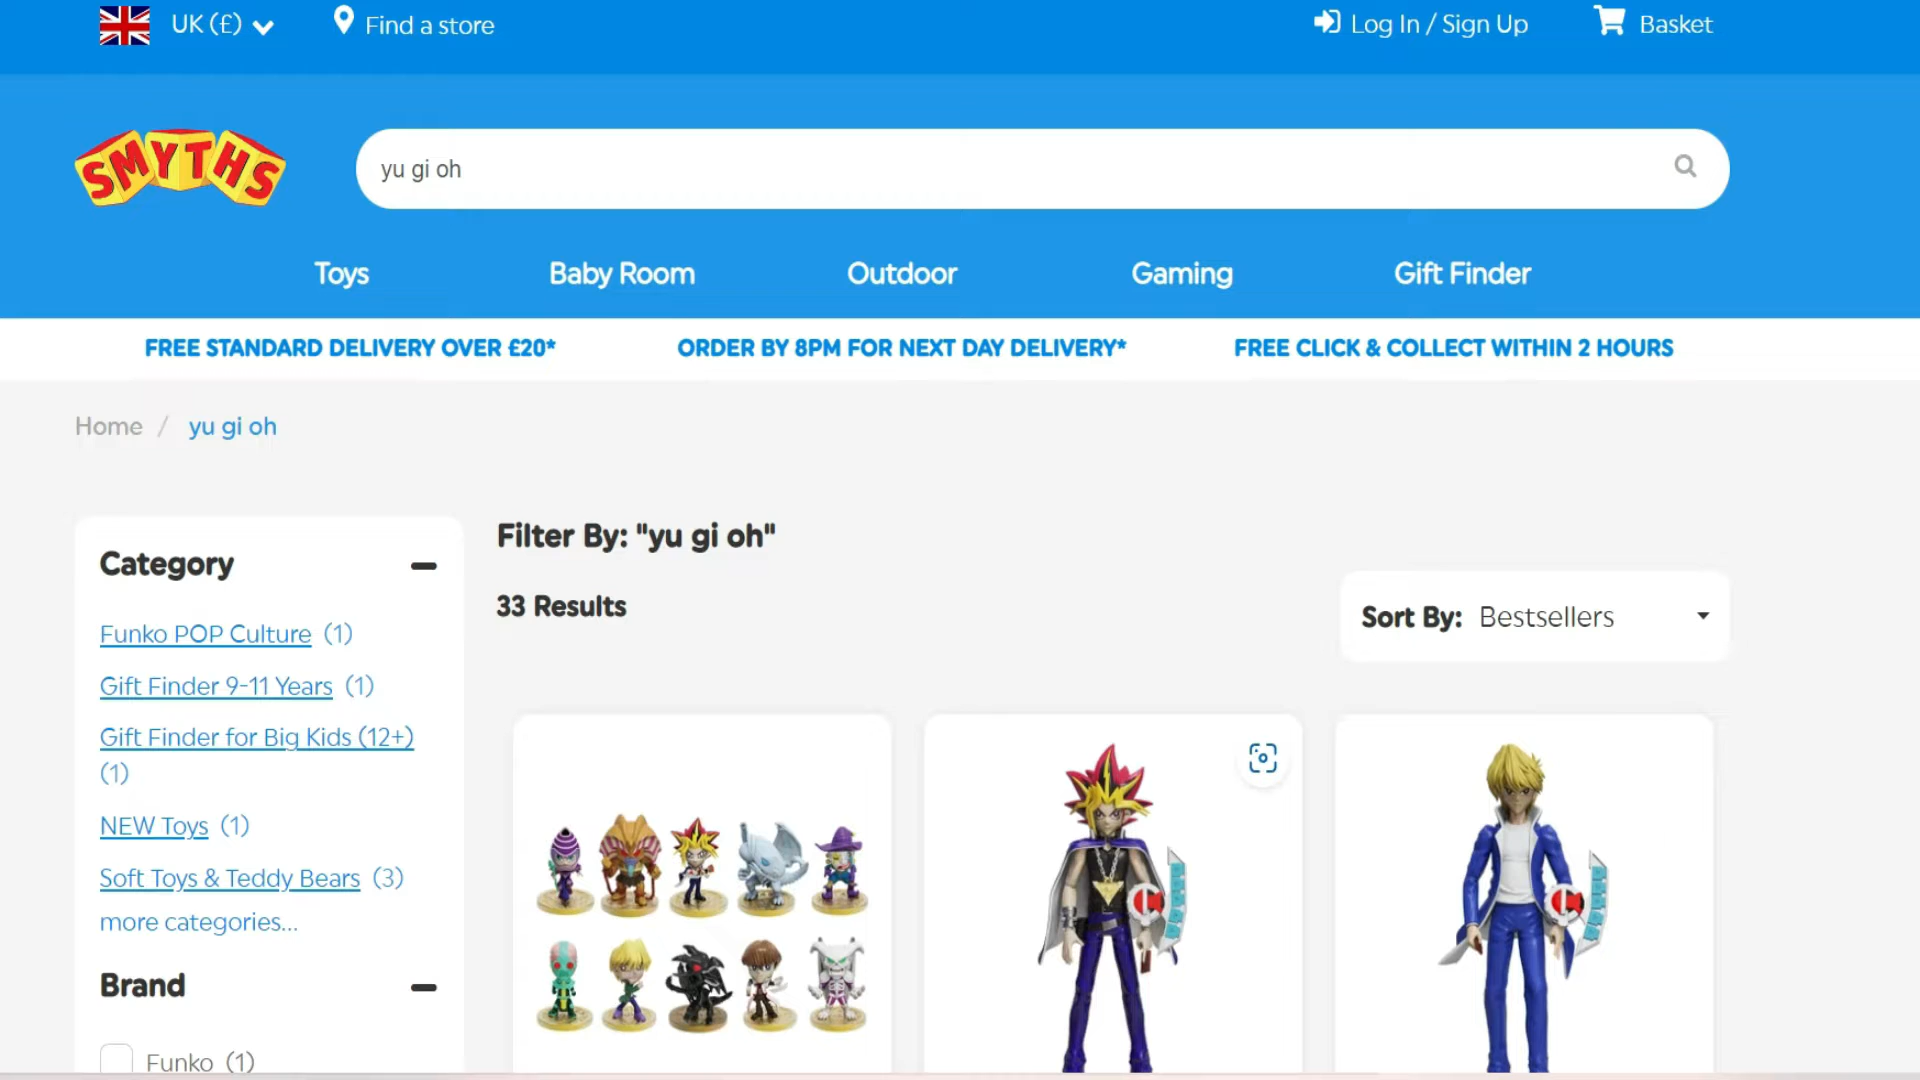 UK (£)
Find a store
Log In / Sign Up
Basket
SMYTHS
yu gi oh
Toys
Baby Room
Outdoor
Gaming
Gift Finder
FREE STANDARD DELIVERY OVER £20*
ORDER BY 8PM FOR NEXT DAY DELIVERY*
FREE CLICK & COLLECT WITHIN 2 HOURS
Home / yu gi oh
Category
Funko POP Culture (1)
Gift Finder 9-11 Years (1)
Gift Finder for Big Kids (12+)
(1)
NEW Toys (1)
Soft Toys & Teddy Bears (3)
more categories...
Brand
Funko (1)
Filter By: "yu gi oh"
33 Results
Sort By: Bestsellers